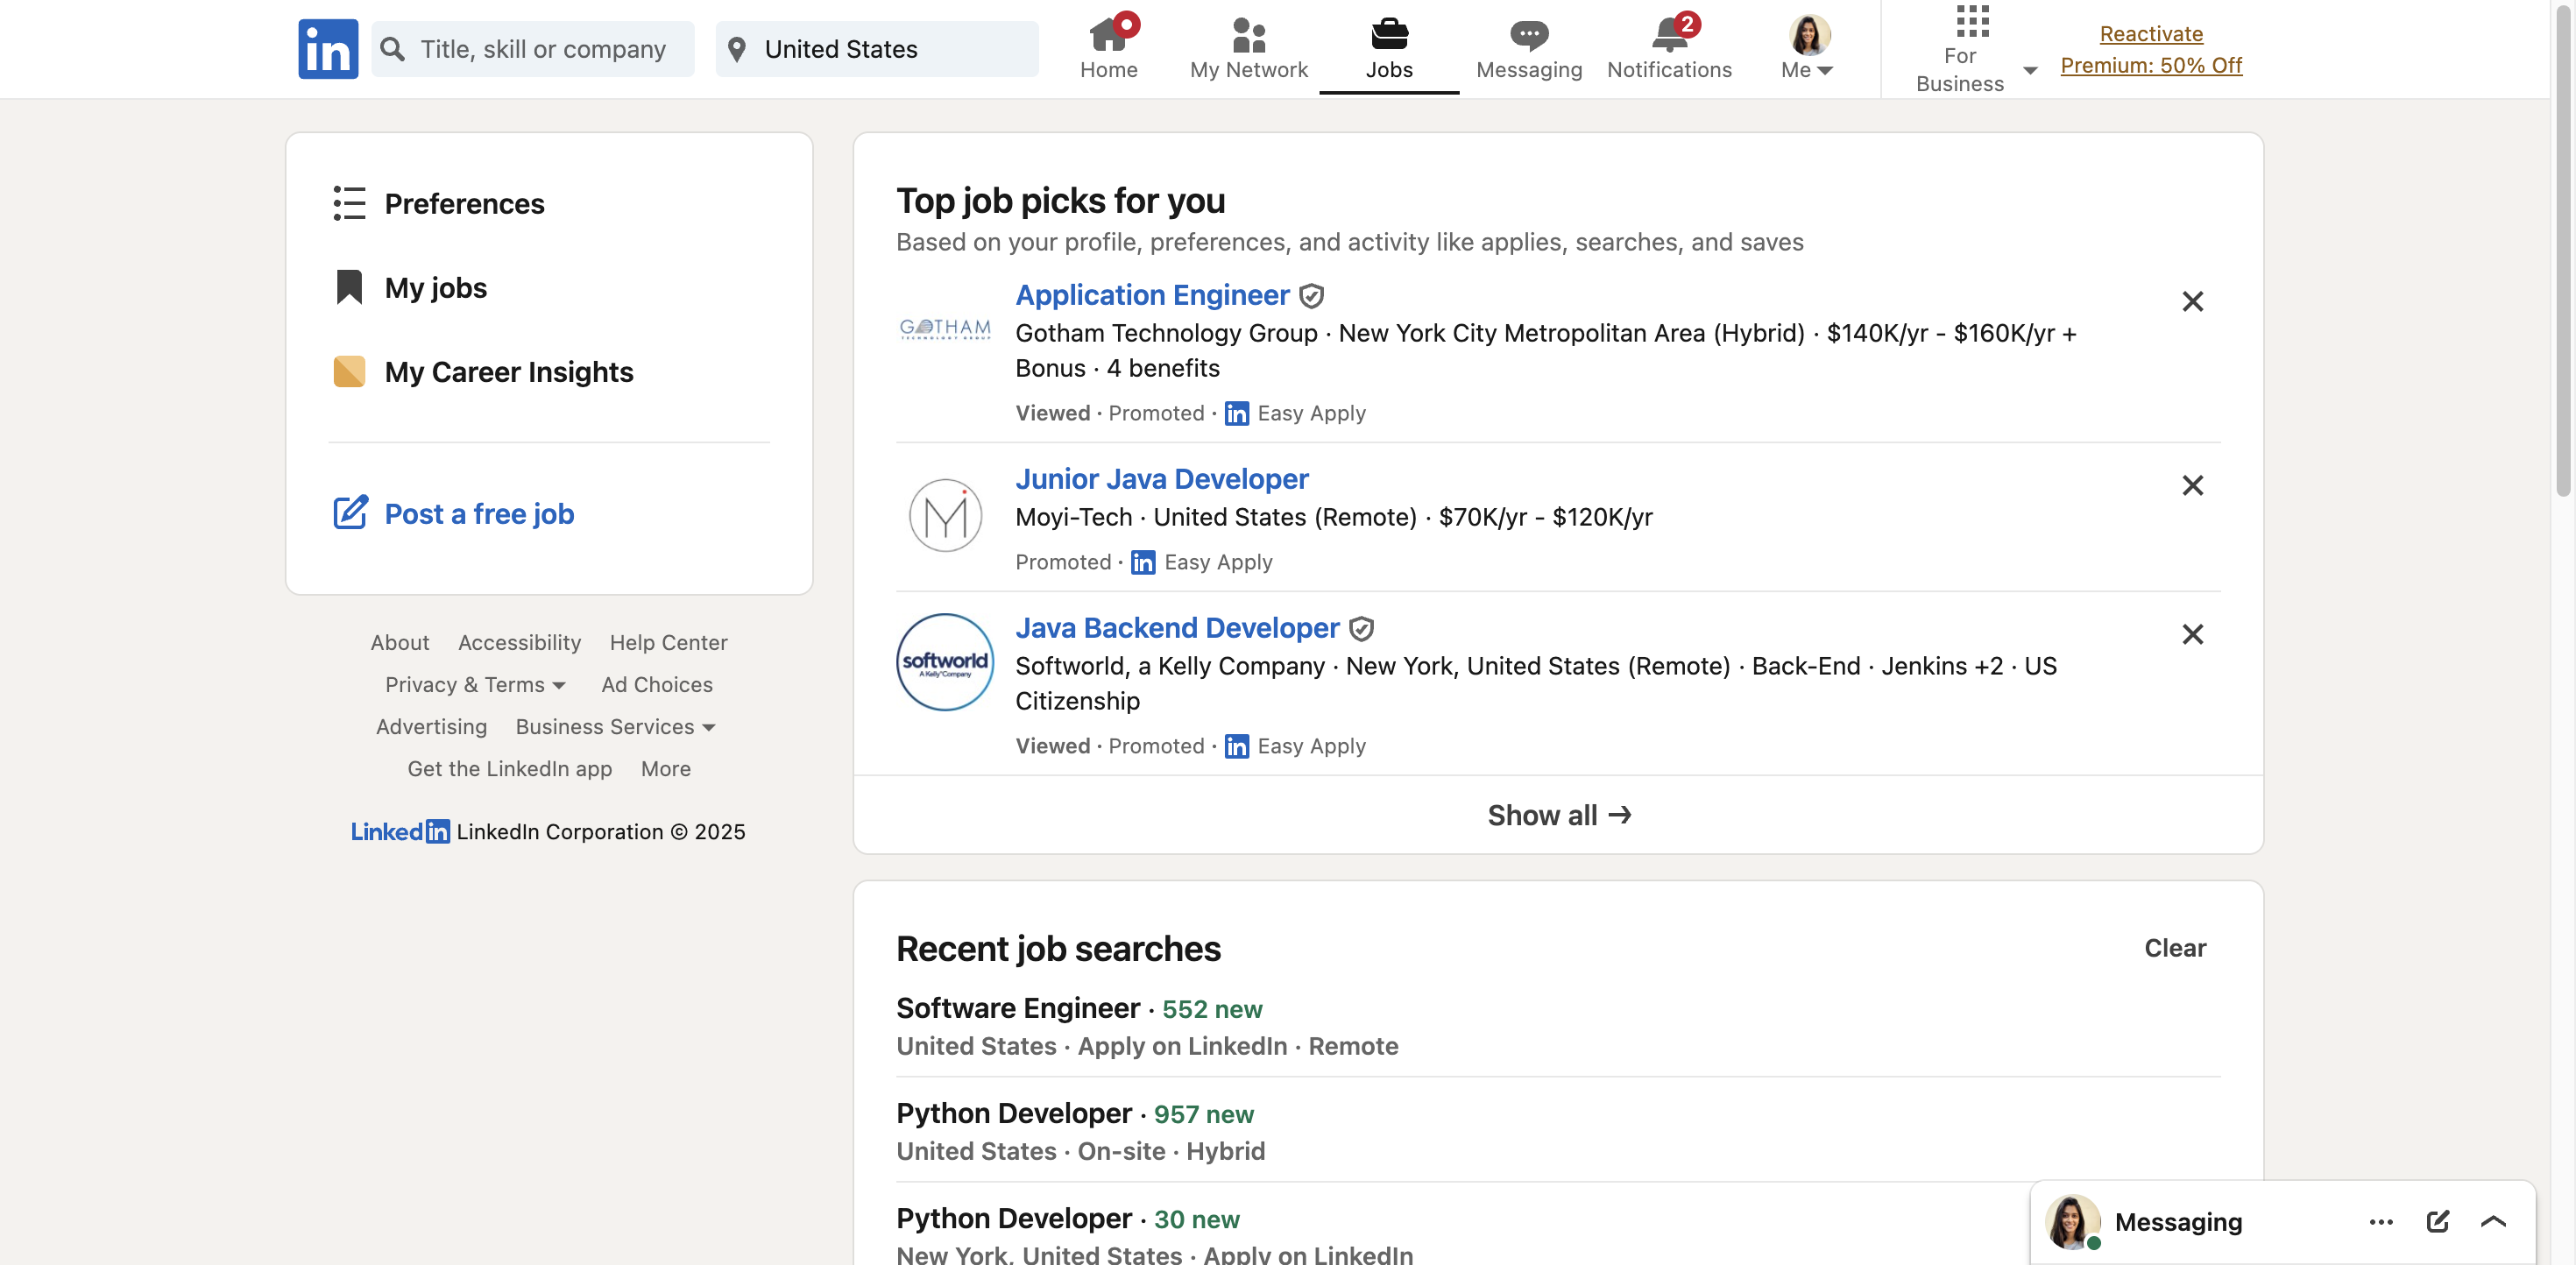 in
Title, skill or company
United States
Home
My Network
Jobs
Messaging
2
Notifications
Me
For
Business
Reactivate
Premium: 50% Off
Preferences
My jobs
My Career Insights
Post a free job
About Accessibility Help Center
Privacy & Terms Ad Choices
Advertising Business Services
Get the LinkedIn app More
Linkedin LinkedIn Corporation © 2025
Top job picks for you
Based on your profile, preferences, and activity like applies, searches, and saves
GOTHAM
TECHNOLOGY GROUP
Application Engineer
Gotham Technology Group · New York City Metropolitan Area (Hybrid) · $140K/yr - $160K/yr +
Bonus · 4 benefits
Viewed · Promoted · in Easy Apply
M
Junior Java Developer
Moyi-Tech · United States (Remote) · $70K/yr - $120K/yr
Promoted · in Easy Apply
softworld
A Kelly® Company
Java Backend Developer
Softworld, a Kelly Company · New York, United States (Remote) · Back-End · Jenkins +2 · US
Citizenship
Viewed · Promoted · in Easy Apply
Show all →
Recent job searches
Clear
Software Engineer · 552 new
United States · Apply on LinkedIn · Remote
Python Developer · 957 new
United States · On-site · Hybrid
Python Developer · 30 new
New York, United States · Apply on LinkedIn
Messaging